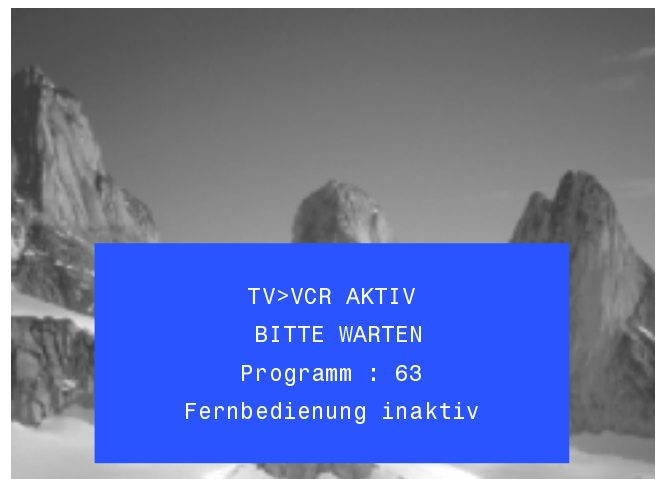 TV>VCR AKTIV
BITTE WARTEN
Programm : 63
Fernbedienung inaktiv